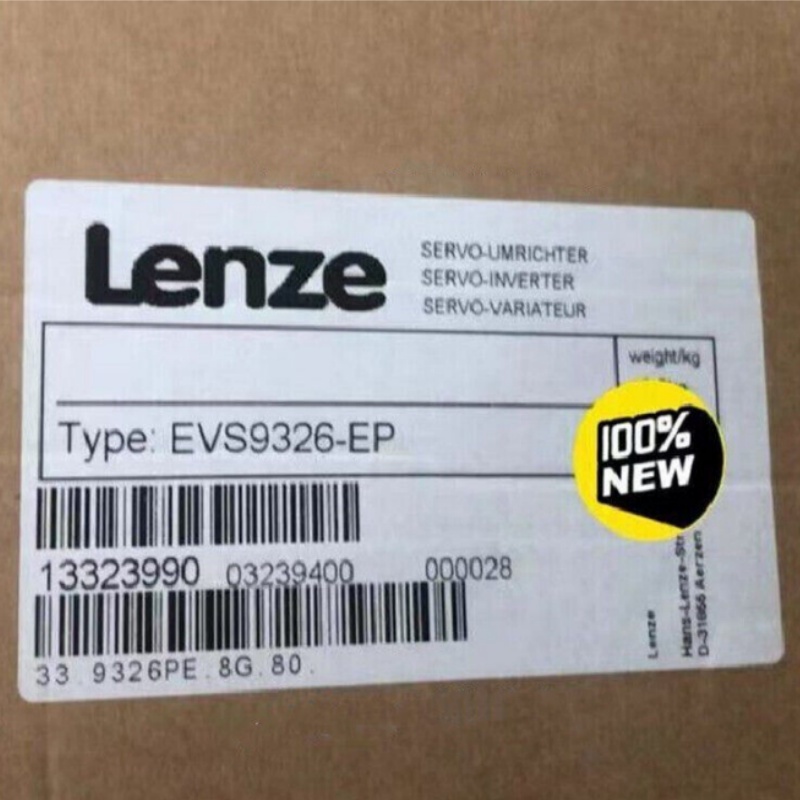 Lenze
SERVO-UMRICHTER
SERVO-INVERTER
SERVO-VARIATEUR
weight/kg
Type: EVS9326-EP
100%
NEW
13323990 03239400 000028
33.9326PE.8G.80.
Lenze
Hans-Lenze-Str
D-31855 Aerzen